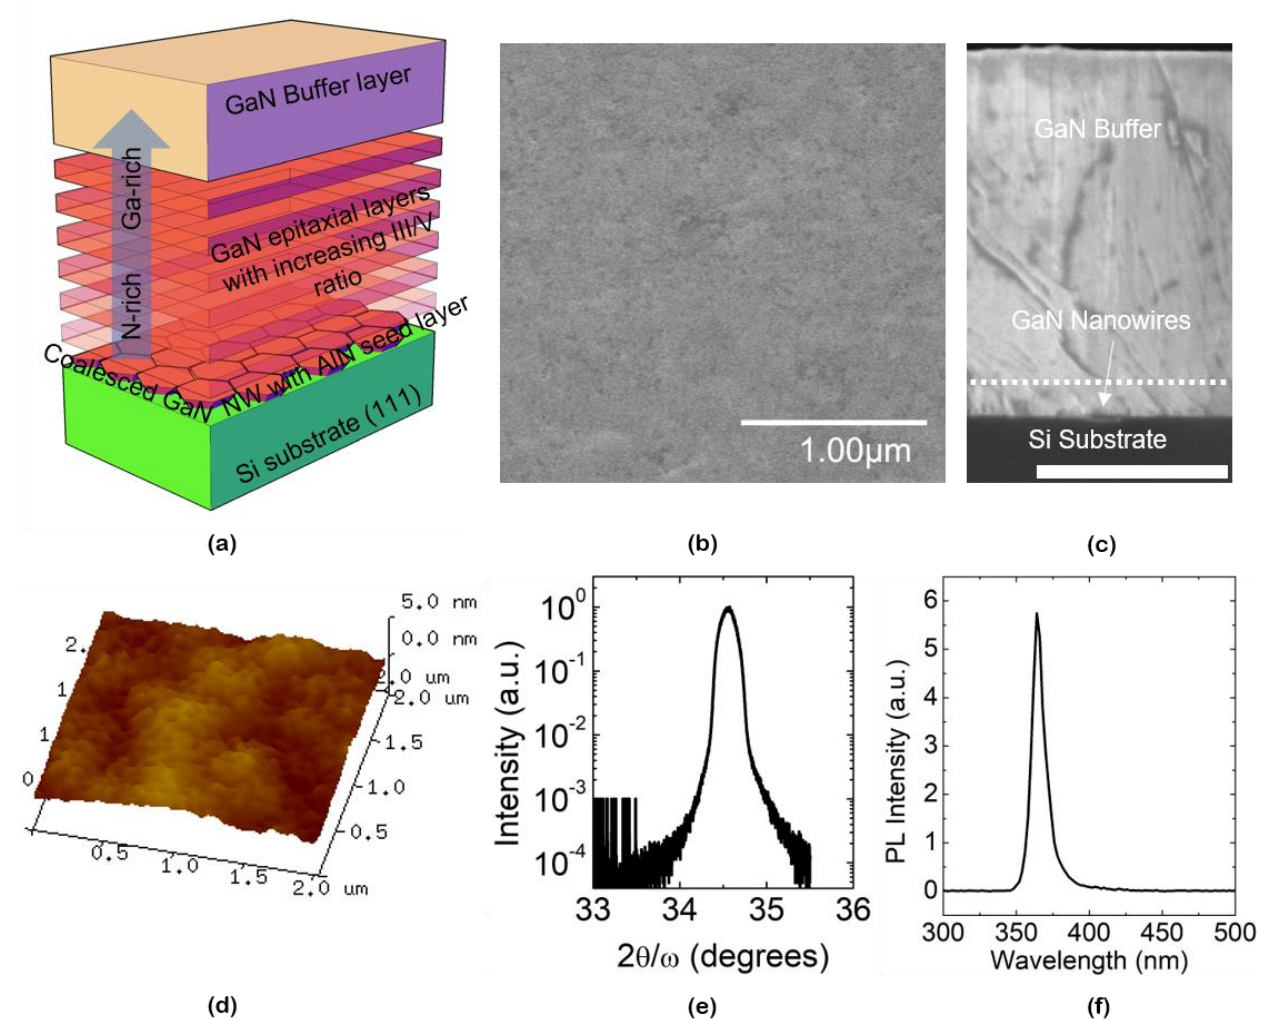 GaN Buffer layer
Ga-rich
N-rich
GaN epitaxial layers
with increasing III/V
ratio
Coalesced GaN NW with AlN seed layer
Si substrate (111)
(a)
1.00µm
(b)
GaN Buffer
GaN Nanowires
Si Substrate
(c)
5.0 nm
0.0 nm
2.0 um
2.0 um
1.5
1.0
0.5
2.
1
1
0
0.5
1.0
1.5
2.0 um
(d)
Intensity (a.u.)
10⁰
10⁻¹
10⁻²
10⁻³
10⁻⁴
33 34 35 36
2θ/ω (degrees)
(e)
PL Intensity (a.u.)
6
5
4
3
2
1
0
300 350 400 450 500
Wavelength (nm)
(f)